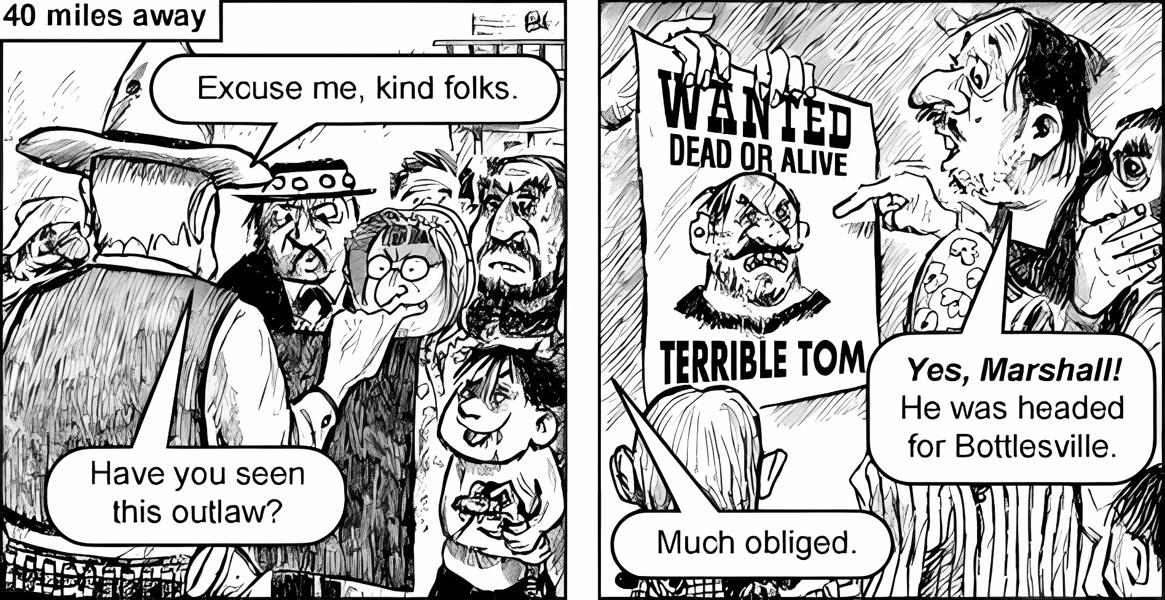 40 miles away
Excuse me, kind folks.
Have you seen
this outlaw?
WANTED
DEAD OR ALIVE
TERRIBLE TOM
Yes, Marshall!
He was headed
for Bottlesville.
Much obliged.